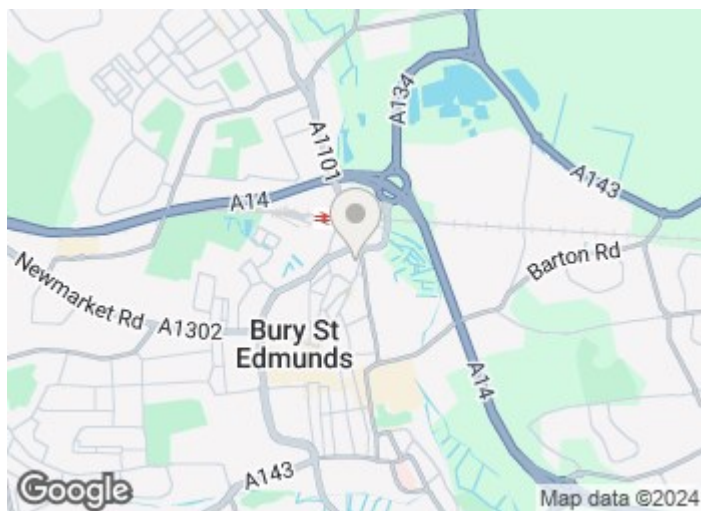 A134
A1101
A143
A14
Barton Rd
Newmarket Rd
A1302
Bury St
Edmunds
A14
A143
Google
Map data ©2024